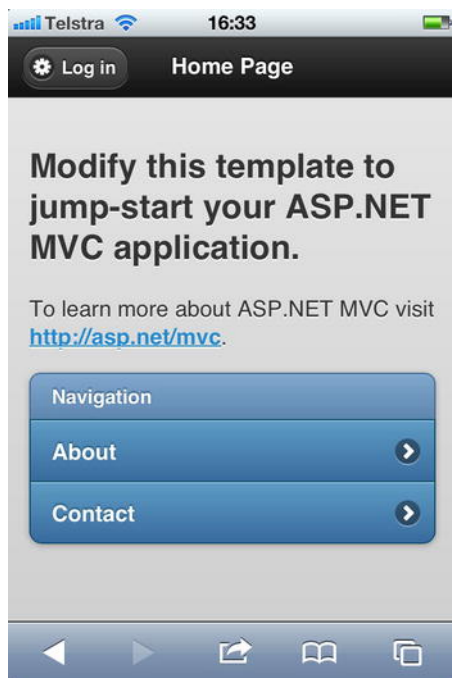 Telstra 16:33
Log in Home Page
Modify this template to
jump-start your ASP.NET
MVC application.
To learn more about ASP.NET MVC visit
http://asp.net/mvc.
Navigation
About
Contact